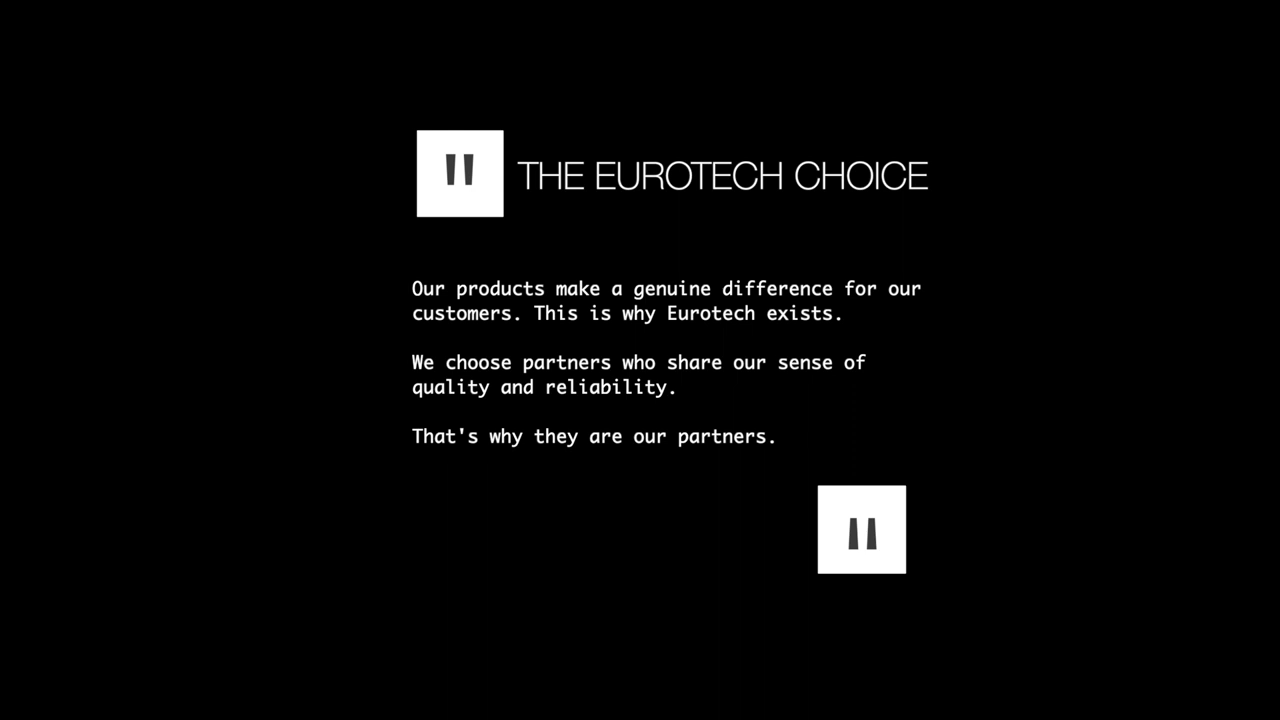 " THE EUROTECH CHOICE
Our products make a genuine difference for our
customers. This is why Eurotech exists.
We choose partners who share our sense of
quality and reliability.
That's why they are our partners.
"